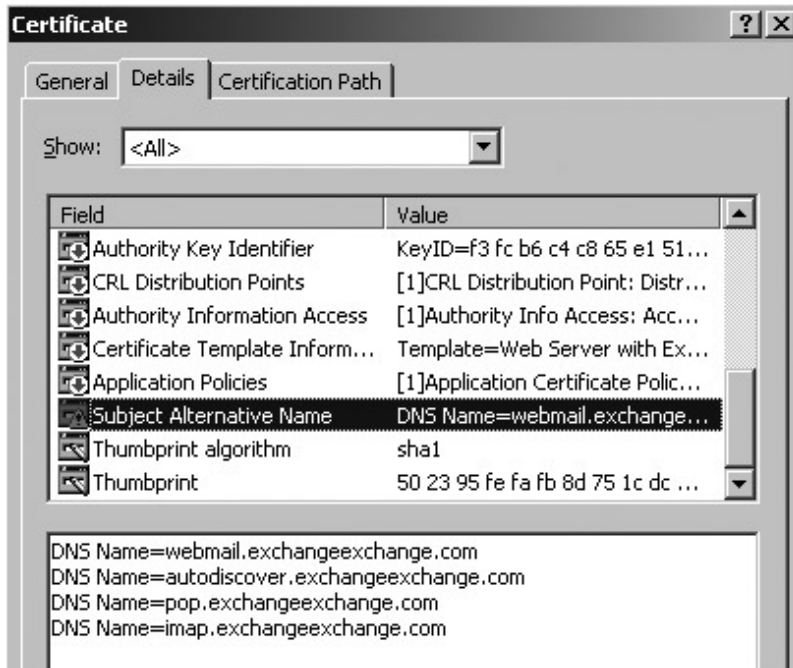 Certificate
General Details Certification Path
Show: <All>
Field Value
Authority Key Identifier KeyID=f3 fc b6 c4 c8 65 e1 51...
CRL Distribution Points [1]CRL Distribution Point: Distr...
Authority Information Access [1]Authority Info Access: Acc...
Certificate Template Inform... Template=Web Server with Ex...
Application Policies [1]Application Certificate Polic...
Subject Alternative Name DNS Name=webmail.exchange...
Thumbprint algorithm sha1
Thumbprint 50 23 95 fe fa fb 8d 75 1c dc ...
DNS Name=webmail.exchangeexchange.com
DNS Name=autodiscover.exchangeexchange.com
DNS Name=pop.exchangeexchange.com
DNS Name=imap.exchangeexchange.com